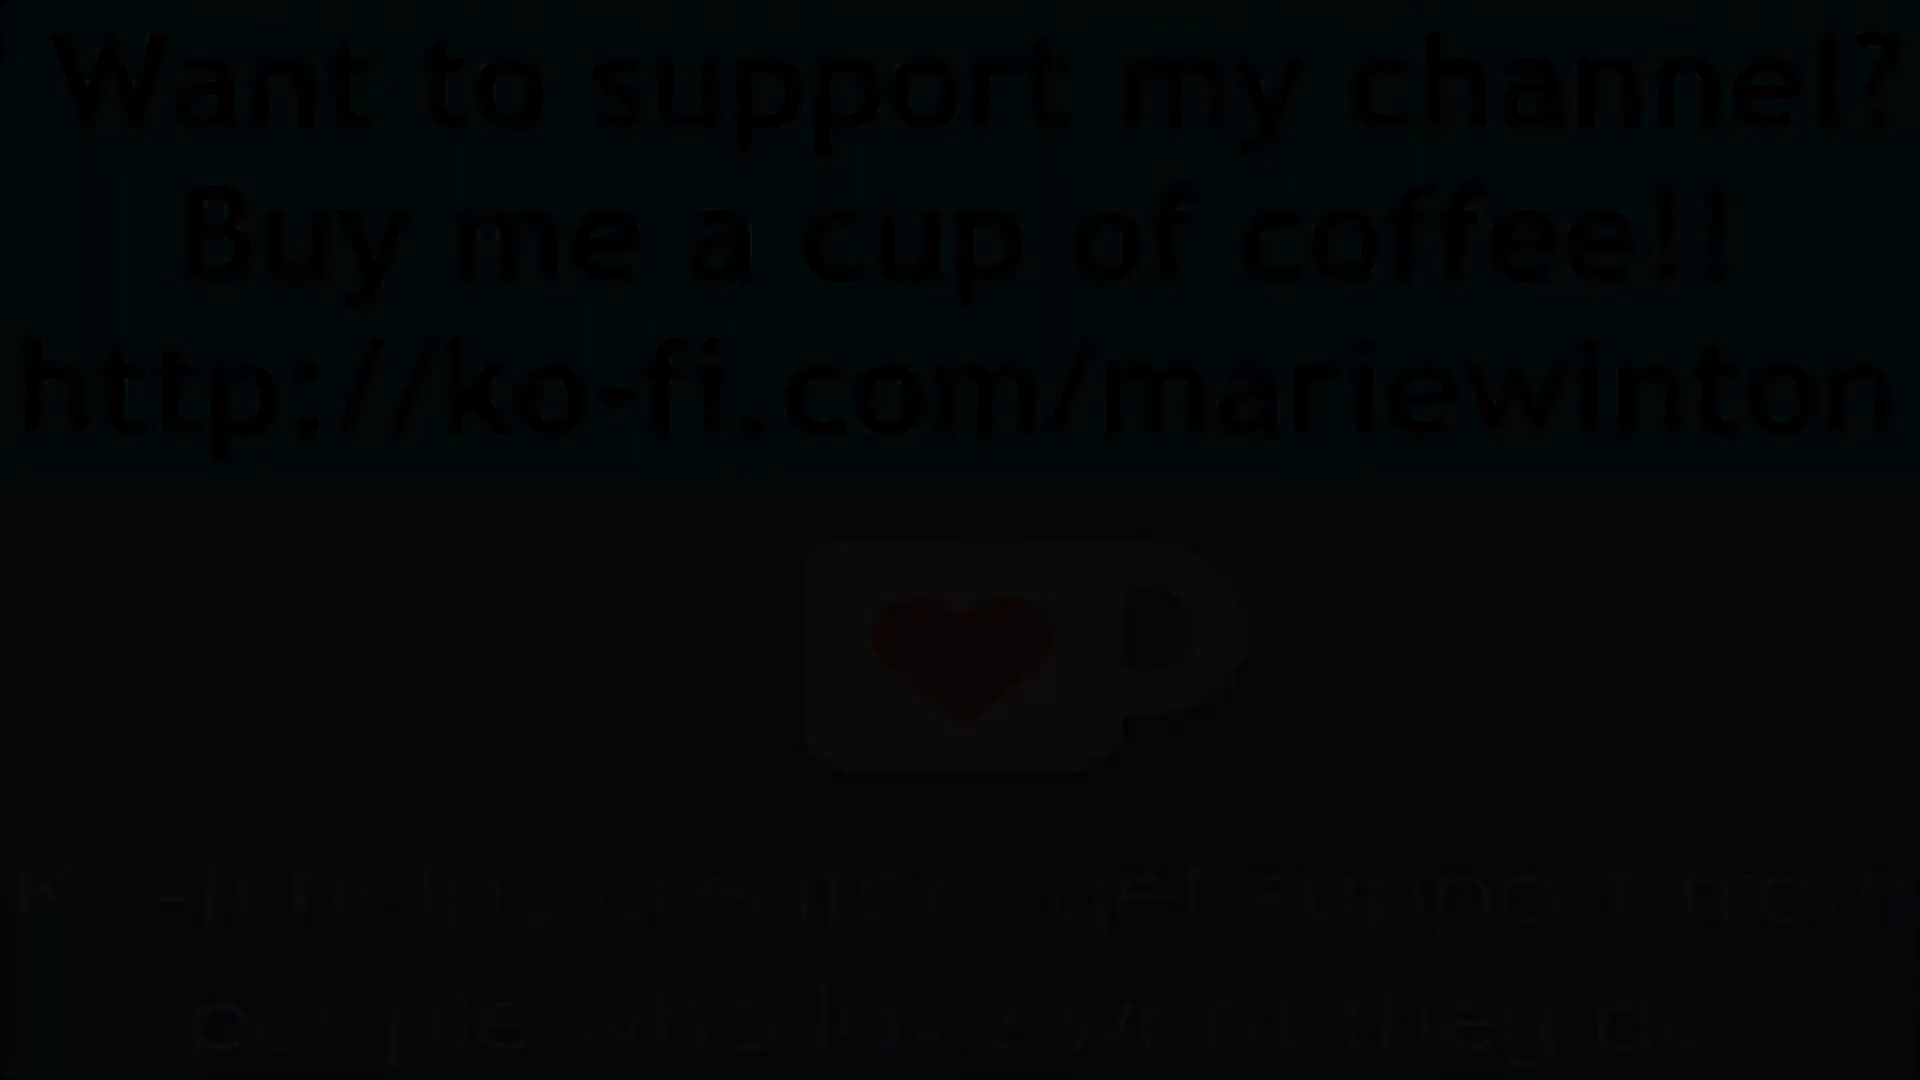 Want to support my channel?
Buy me a cup of coffee!!
http://ko-fi.com/mariewinton
Ko-fi helps creators get support from
people who love what they do.